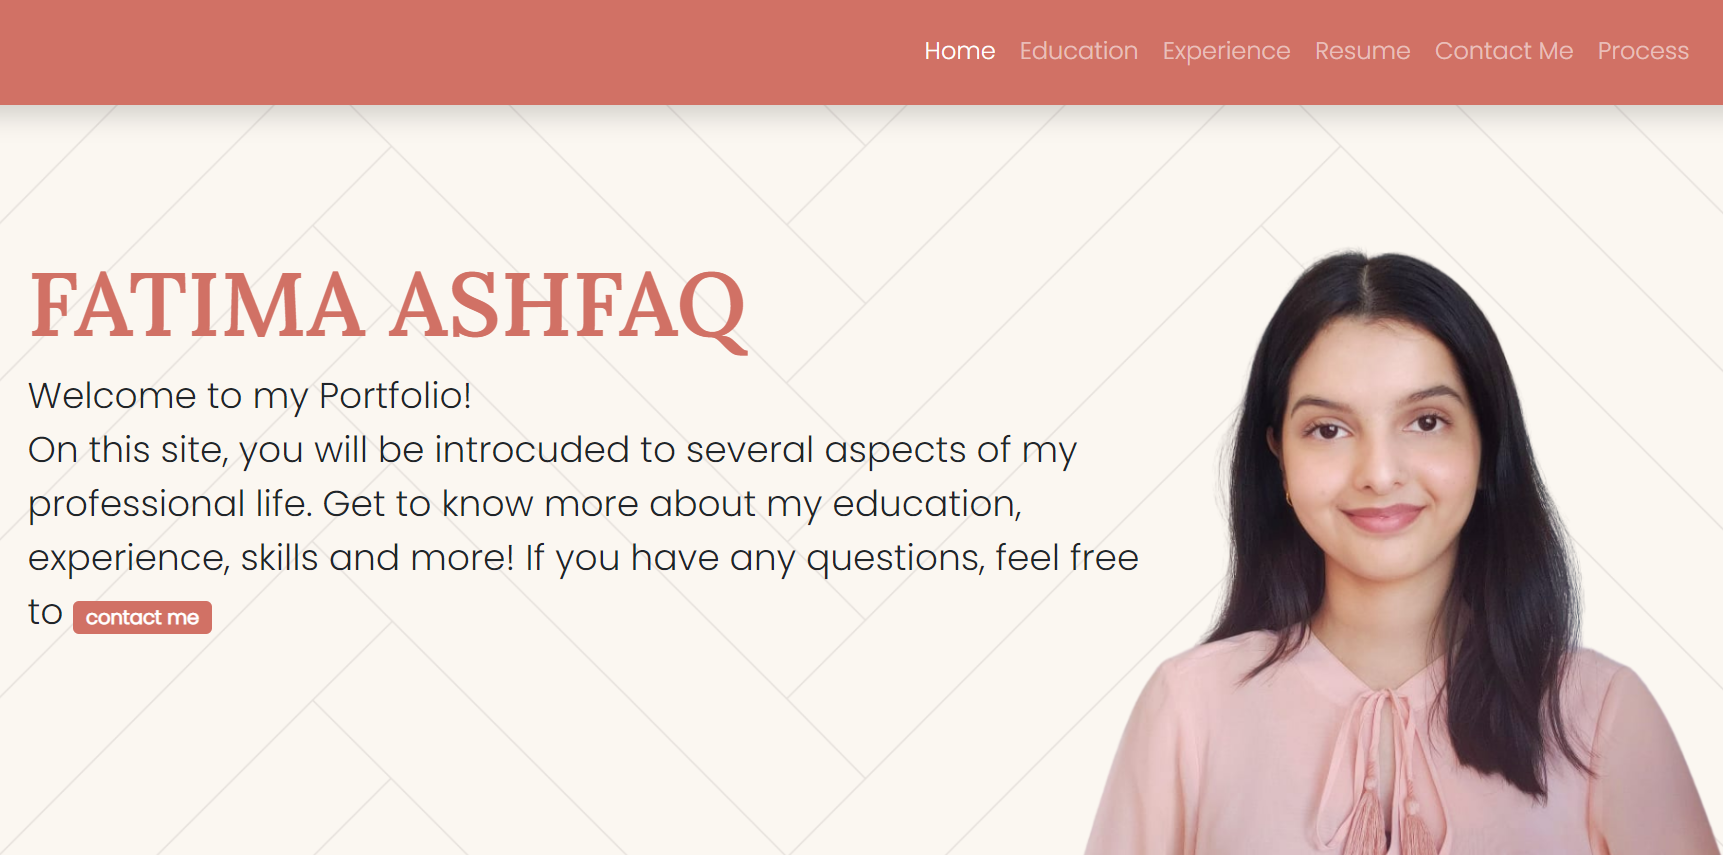 Home Education Experience Resume Contact Me Process
FATIMA ASHFAQ
Welcome to my Portfolio!
On this site, you will be introcuded to several aspects of my
professional life. Get to know more about my education,
experience, skills and more! If you have any questions, feel free
to contact me